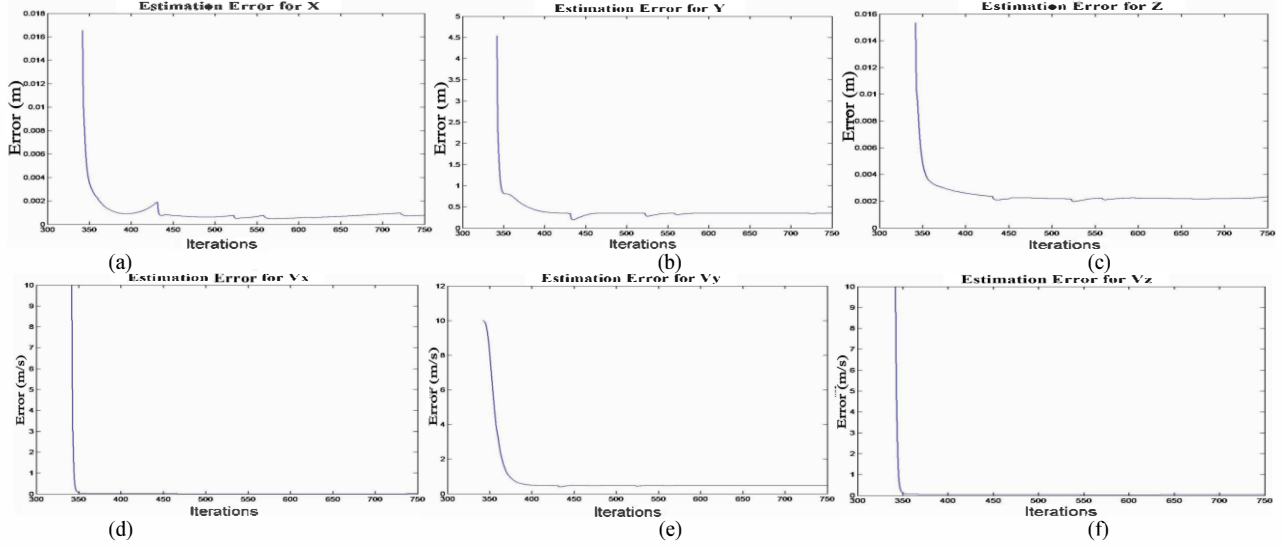 Estimation Error for X
Error (m)
0.018
0.016
0.014
0.012
0.01
0.008
0.006
0.004
0.002
0
300 350 400 450 500 550 600 650 700 750
Iterations
(a)
Estimation Error for Y
Error (m)
5
4.5
4
3.5
3
2.5
2
1.5
1
0.5
0
300 350 400 450 500 550 600 650 700 750
Iterations
(b)
Estimation Error for Z
Error (m)
0.018
0.016
0.014
0.012
0.01
0.008
0.006
0.004
0.002
0
300 350 400 450 500 550 600 650 700 750
Iterations
(c)
Estimation Error for Vx
Error (m/s)
10
9
8
7
6
5
4
3
2
1
0
300 350 400 450 500 550 600 650 700 750
Iterations
(d)
Estimation Error for Vy
Error (m/s)
12
10
8
6
4
2
0
300 350 400 450 500 550 600 650 700 750
Iterations
(e)
Estimation Error for Vz
Error (m/s)
10
9
8
7
6
5
4
3
2
1
0
300 350 400 450 500 550 600 650 700 750
Iterations
(f)